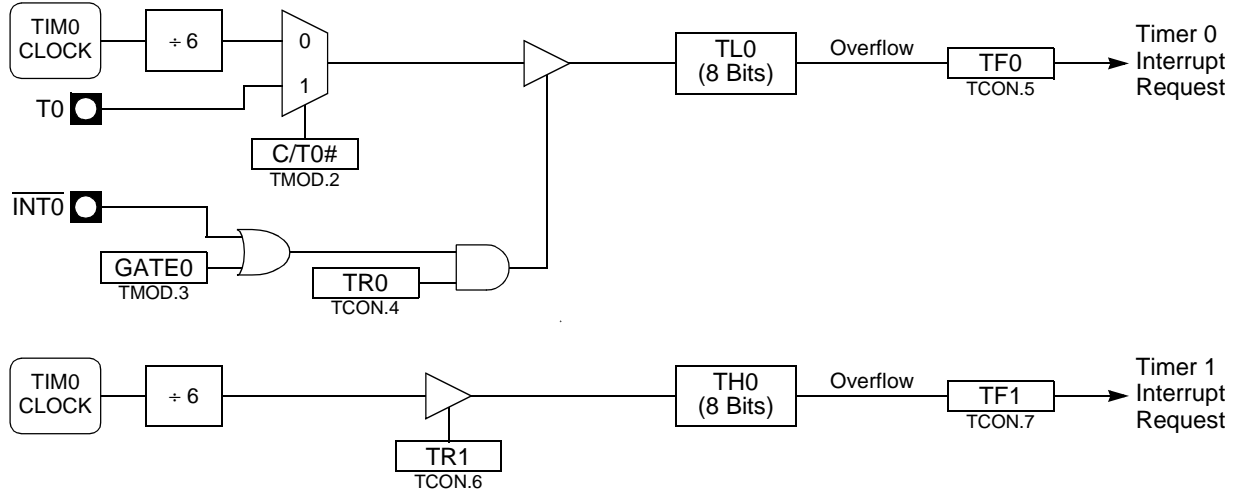 TIM0
CLOCK
÷ 6
0
1
T0
C/T0#
TMOD.2
TL0
(8 Bits)
Overflow
TF0
TCON.5
Timer 0
Interrupt
Request
INT0
GATE0
TMOD.3
TR0
TCON.4
TIM0
CLOCK
÷ 6
TR1
TCON.6
TH0
(8 Bits)
Overflow
TF1
TCON.7
Timer 1
Interrupt
Request